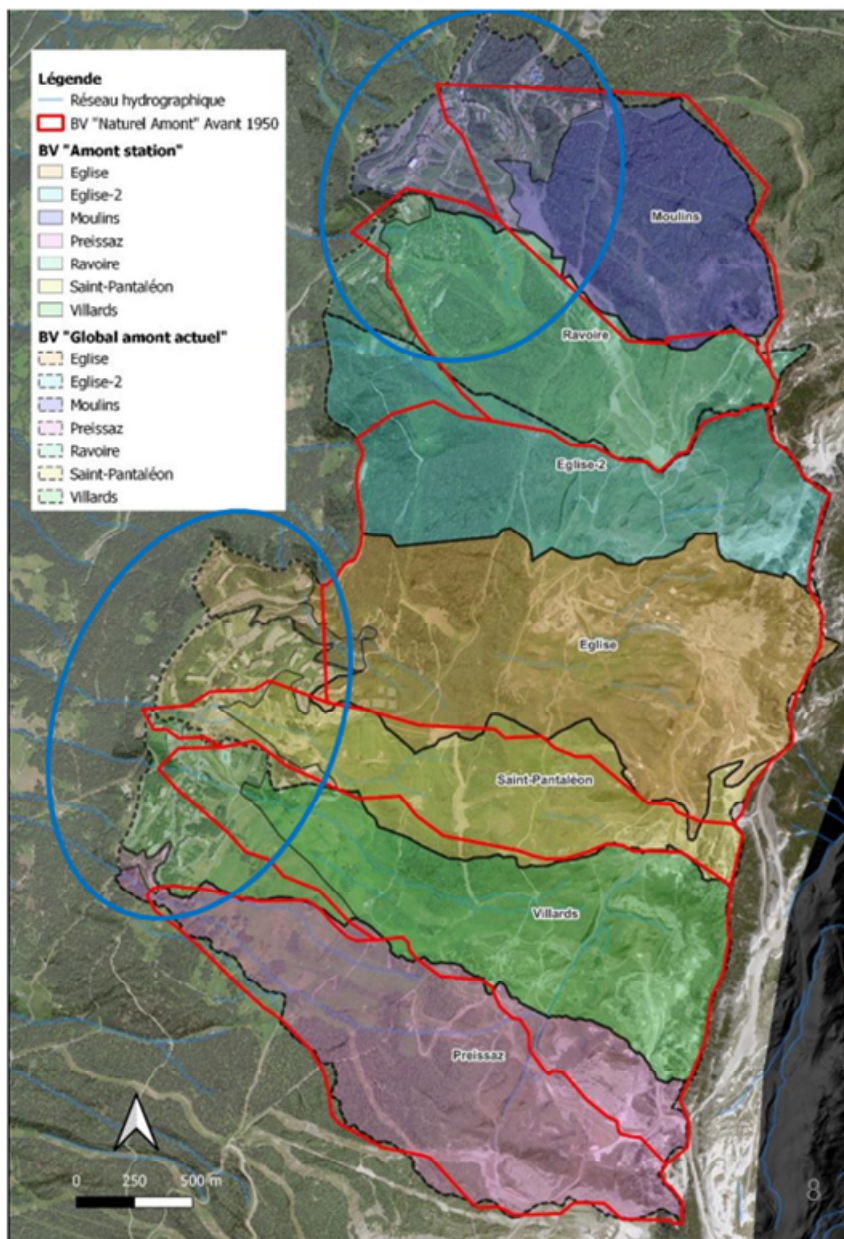 Légende
Réseau hydrographique
BV "Naturel Amont" Avant 1950
BV "Amont station"
Eglise
Eglise-2
Moulins
Preissaz
Ravoire
Saint-Pantaléon
Villards
BV "Global amont actuel"
Eglise
Eglise-2
Moulins
Preissaz
Ravoire
Saint-Pantaléon
Villards
Moulins
Ravoire
Eglise-2
Eglise
Saint-Pantaléon
Villards
Preissaz
0 250 500 m
8